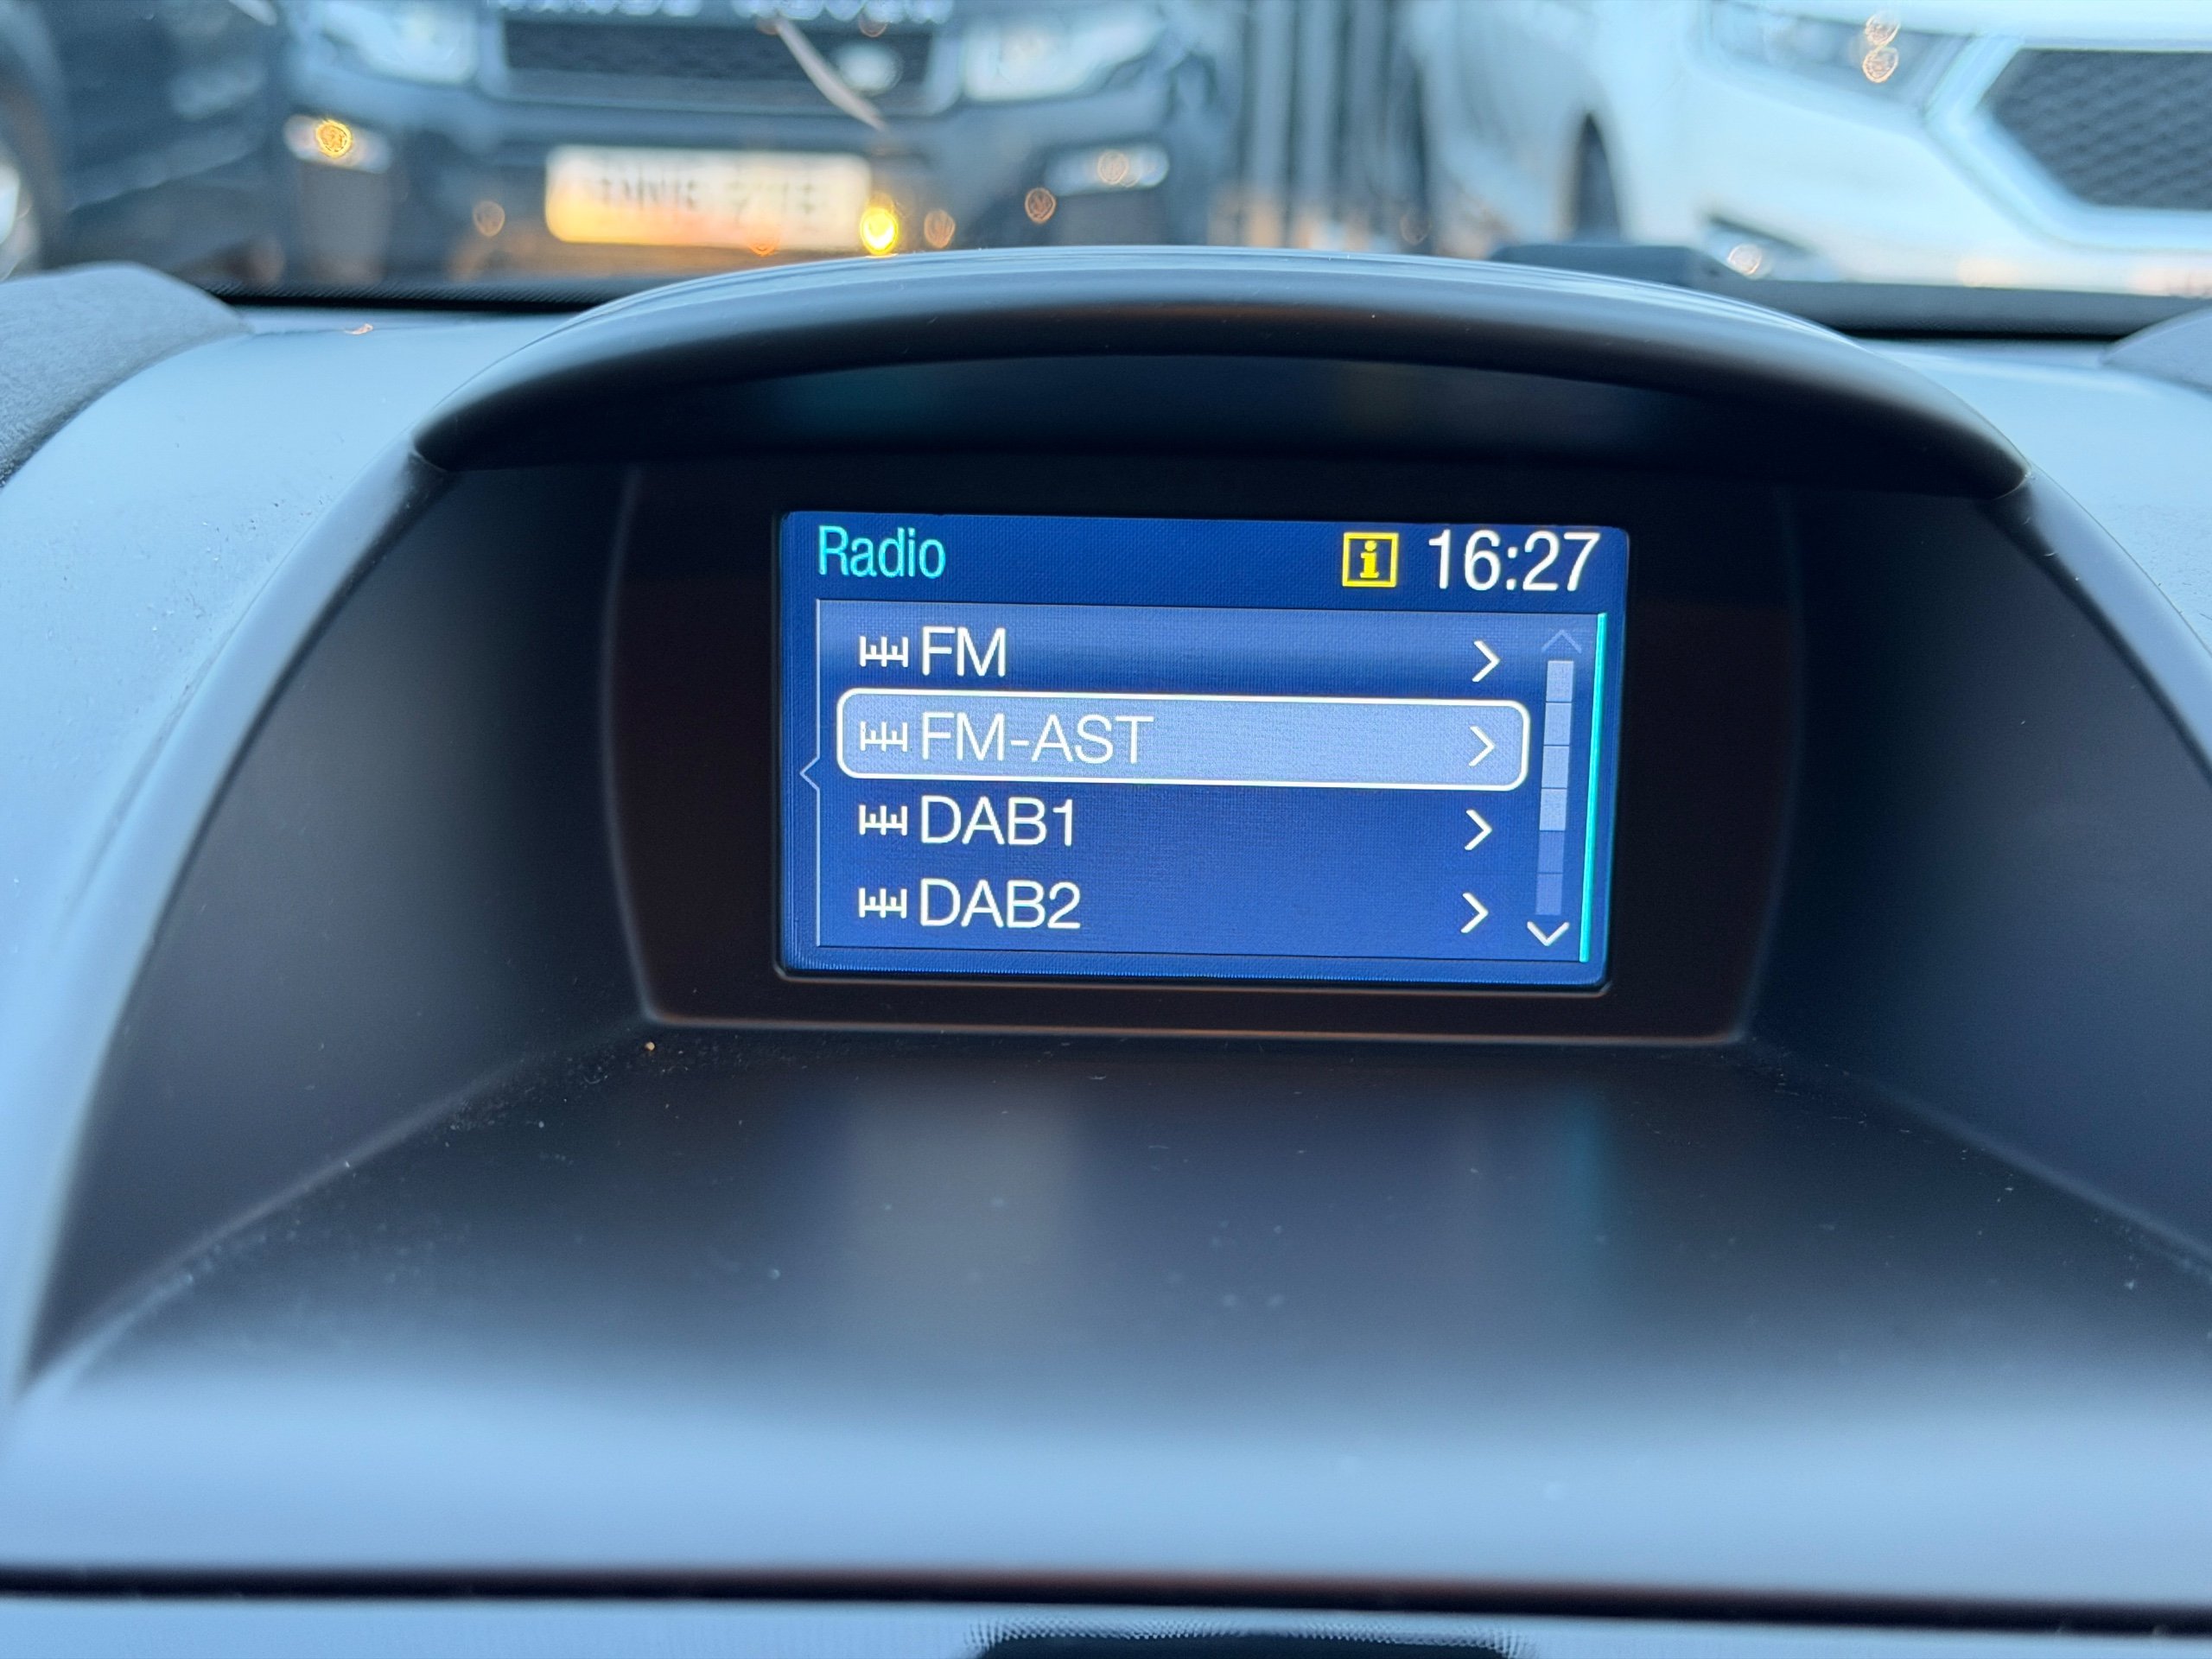 Radio
i 16:27
FM
FM-AST
DAB1
DAB2